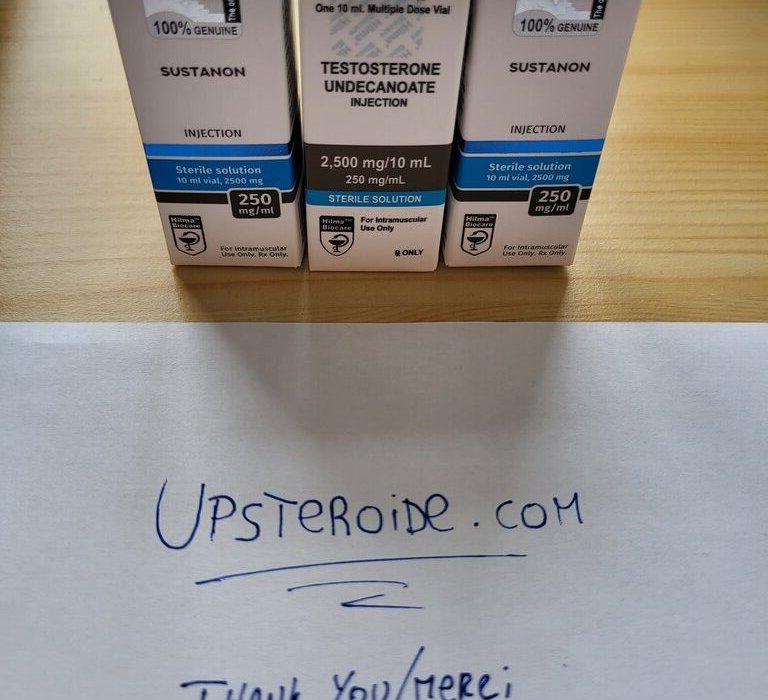 100% GENUINE
SUSTANON
INJECTION
Sterile solution
10 ml vial, 2500 mg
250
mg/ml
Hilma™
Biocare
For Intramuscular
Use Only. Rx Only.
One 10 ml. Multiple Dose Vial
TESTOSTERONE
UNDECANOATE
INJECTION
2,500 mg/10 mL
250 mg/mL
STERILE SOLUTION
Hilma™
Biocare
For Intramuscular
Use Only
℞ ONLY
100% GENUINE
SUSTANON
INJECTION
Sterile solution
10 ml vial, 2500 mg
250
mg/ml
Hilma™
Biocare
For Intramuscular
Use Only. Rx Only.
UPSTeRoiDe.COM
THANK YOU/MeRCi